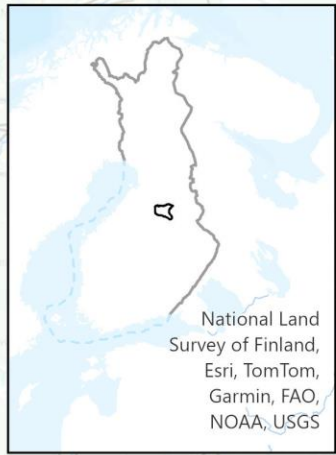 National Land
Survey of Finland,
Esri, TomTom,
Garmin, FAO,
NOAA, USGS